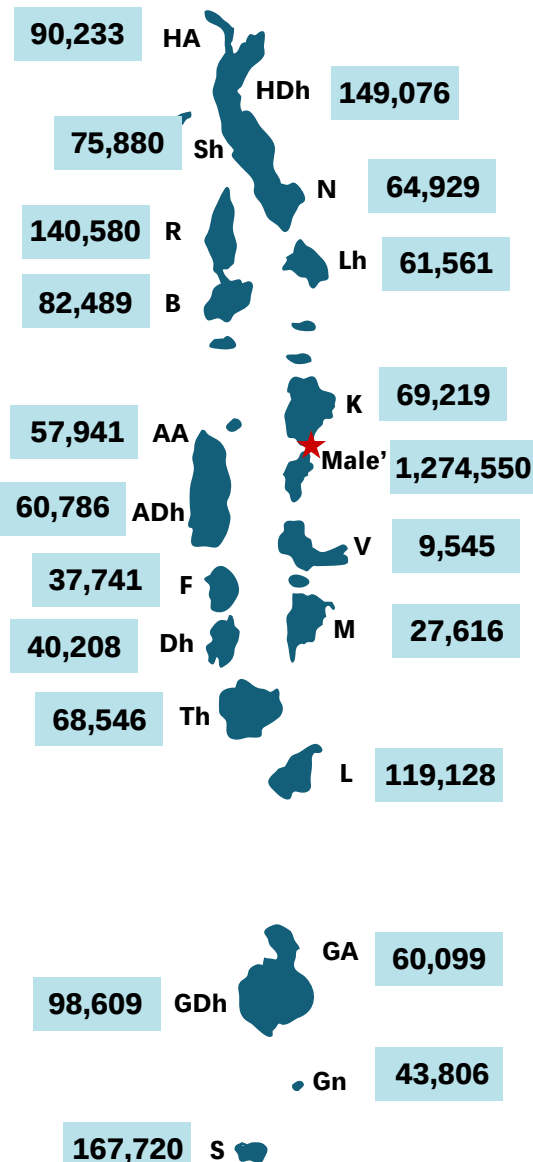 90,233 HA
HDh 149,076
75,880 Sh
N 64,929
140,580 R
Lh 61,561
82,489 B
K 69,219
57,941 AA
Male’ 1,274,550
60,786 ADh
V 9,545
37,741 F
M 27,616
40,208 Dh
68,546 Th
L 119,128
GA 60,099
98,609 GDh
Gn 43,806
167,720 S